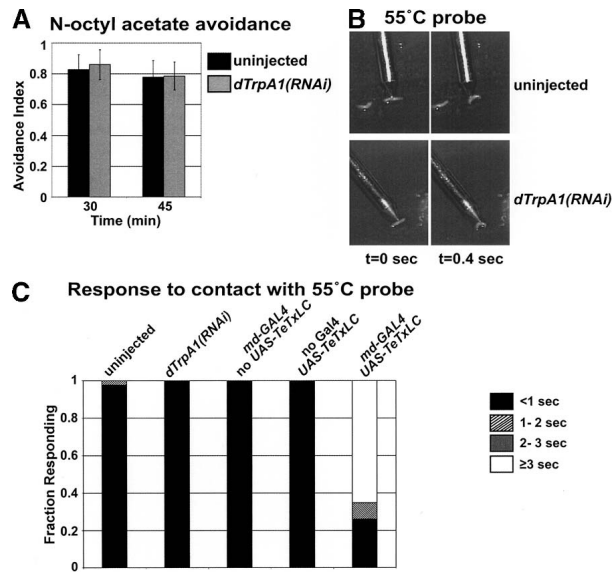 A N-octyl acetate avoidance
1
0.8
0.6
0.4
0.2
0
Avoidance Index
30 45
Time (min)
uninjected
dTrpA1(RNAi)
B 55˚C probe
uninjected
dTrpA1(RNAi)
t=0 sec t=0.4 sec
C Response to contact with 55˚C probe
uninjected
dTrpA1(RNAi)
md-GAL4
no UAS-TeTxLC
no Gal4
UAS-TeTxLC
md-GAL4
UAS-TeTxLC
1
0.8
0.6
0.4
0.2
0
Fraction Responding
<1 sec
1- 2 sec
2- 3 sec
≥3 sec